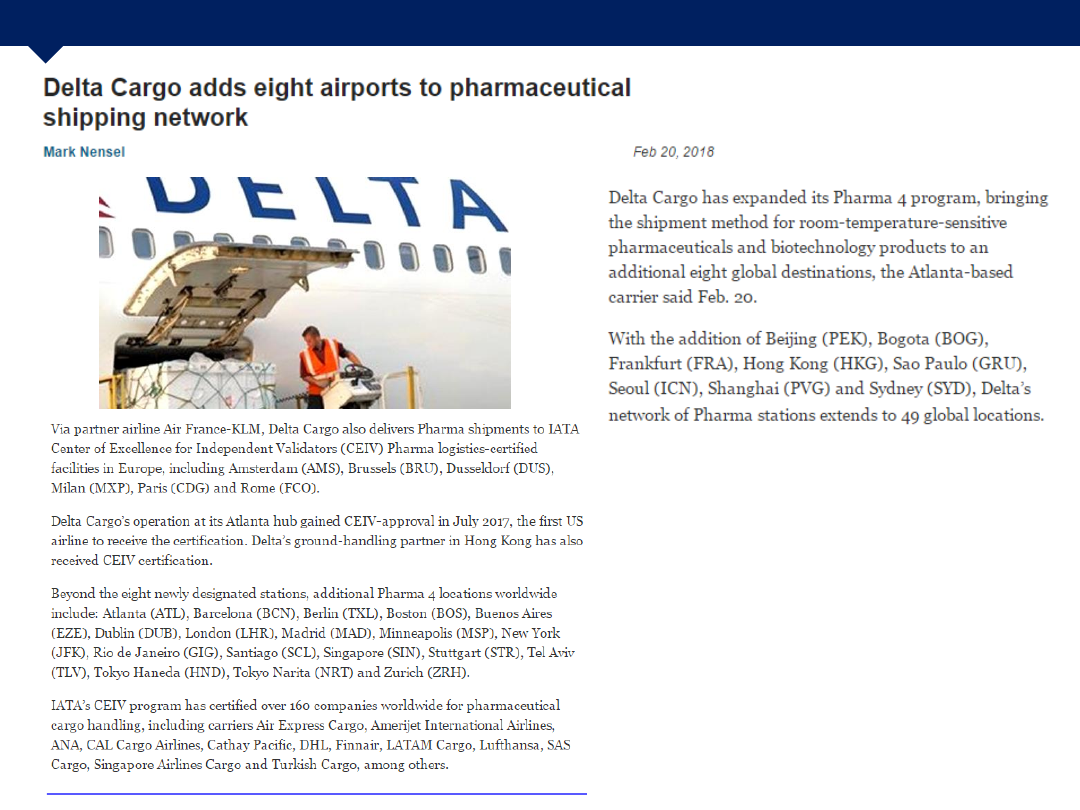 Delta Cargo adds eight airports to pharmaceutical
shipping network
Mark Nensel
Feb 20, 2018
DELTA
Delta Cargo has expanded its Pharma 4 program, bringing
the shipment method for room-temperature-sensitive
pharmaceuticals and biotechnology products to an
additional eight global destinations, the Atlanta-based
carrier said Feb. 20.
With the addition of Beijing (PEK), Bogota (BOG),
Frankfurt (FRA), Hong Kong (HKG), Sao Paulo (GRU),
Seoul (ICN), Shanghai (PVG) and Sydney (SYD), Delta’s
network of Pharma stations extends to 49 global locations.
Via partner airline Air France-KLM, Delta Cargo also delivers Pharma shipments to IATA
Center of Excellence for Independent Validators (CEIV) Pharma logistics-certified
facilities in Europe, including Amsterdam (AMS), Brussels (BRU), Dusseldorf (DUS),
Milan (MXP), Paris (CDG) and Rome (FCO).
Delta Cargo’s operation at its Atlanta hub gained CEIV-approval in July 2017, the first US
airline to receive the certification. Delta’s ground-handling partner in Hong Kong has also
received CEIV certification.
Beyond the eight newly designated stations, additional Pharma 4 locations worldwide
include: Atlanta (ATL), Barcelona (BCN), Berlin (TXL), Boston (BOS), Buenos Aires
(EZE), Dublin (DUB), London (LHR), Madrid (MAD), Minneapolis (MSP), New York
(JFK), Rio de Janeiro (GIG), Santiago (SCL), Singapore (SIN), Stuttgart (STR), Tel Aviv
(TLV), Tokyo Haneda (HND), Tokyo Narita (NRT) and Zurich (ZRH).
IATA’s CEIV program has certified over 160 companies worldwide for pharmaceutical
cargo handling, including carriers Air Express Cargo, Amerijet International Airlines,
ANA, CAL Cargo Airlines, Cathay Pacific, DHL, Finnair, LATAM Cargo, Lufthansa, SAS
Cargo, Singapore Airlines Cargo and Turkish Cargo, among others.